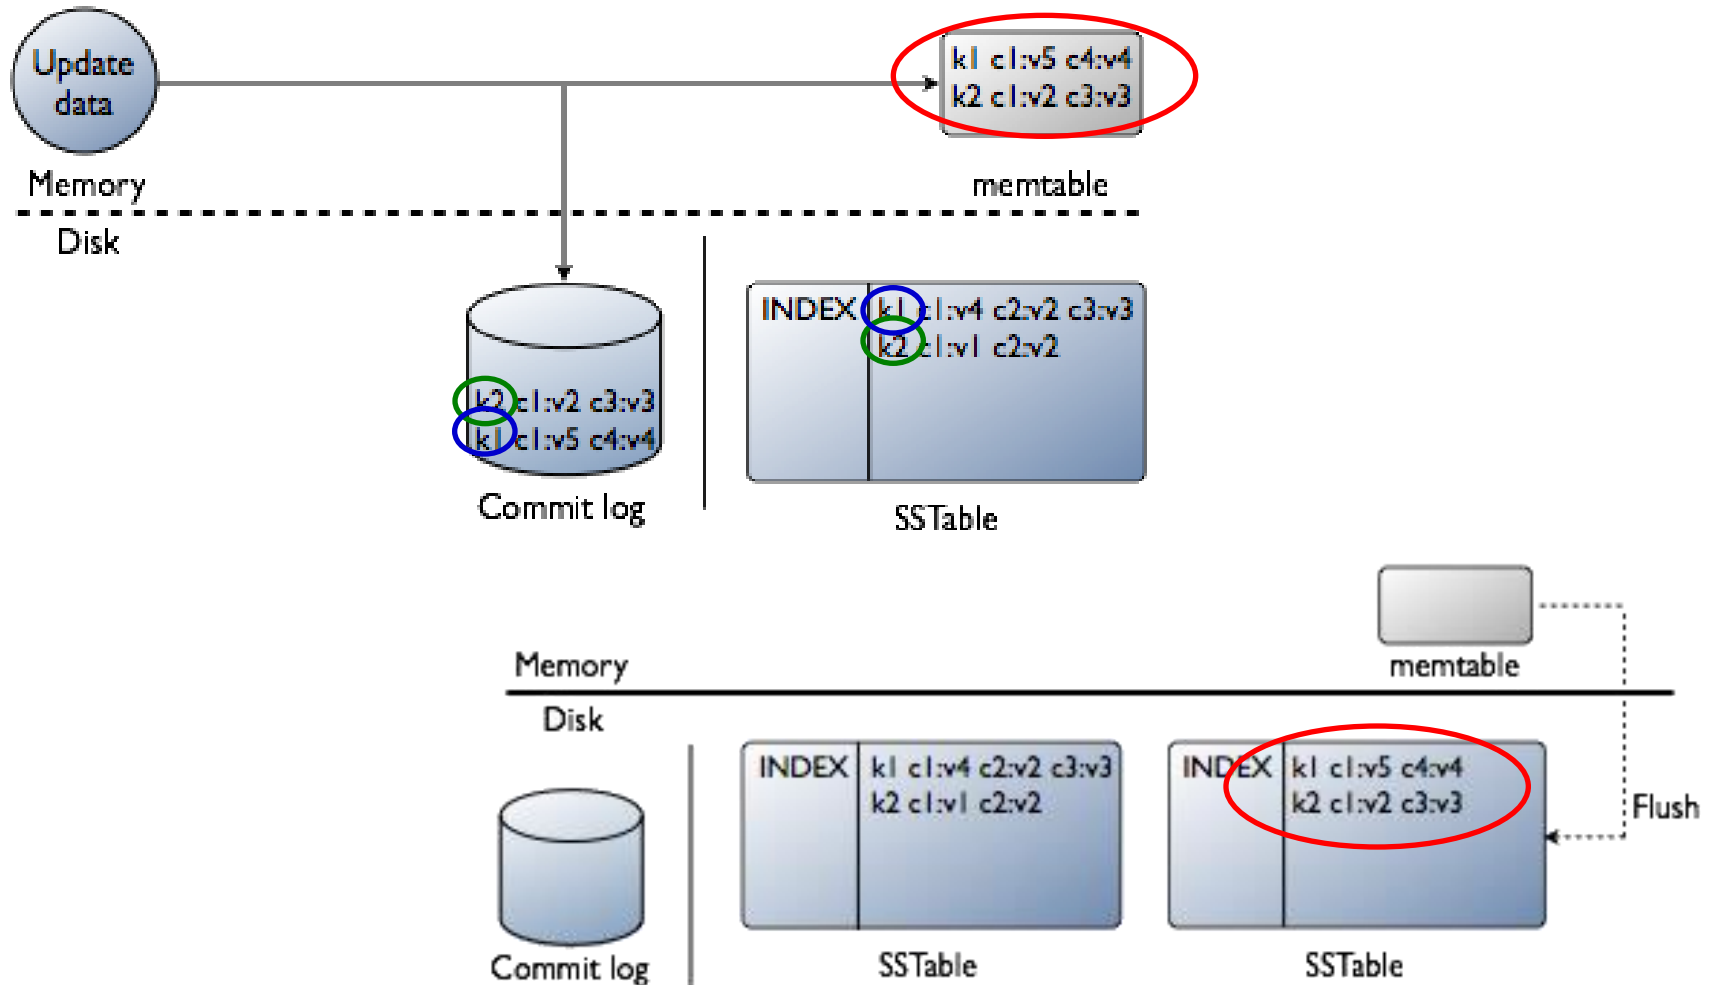 Update
data
k1 c1:v5 c4:v4
k2 c1:v2 c3:v3
Memory
memtable
Disk
INDEX k1 c1:v4 c2:v2 c3:v3
k2 c1:v1 c2:v2
k2 c1:v2 c3:v3
k1 c1:v5 c4:v4
Commit log
SSTable
memtable
Memory
Disk
INDEX k1 c1:v4 c2:v2 c3:v3
k2 c1:v1 c2:v2
INDEX k1 c1:v5 c4:v4
k2 c1:v2 c3:v3
Flush
Commit log
SSTable
SSTable